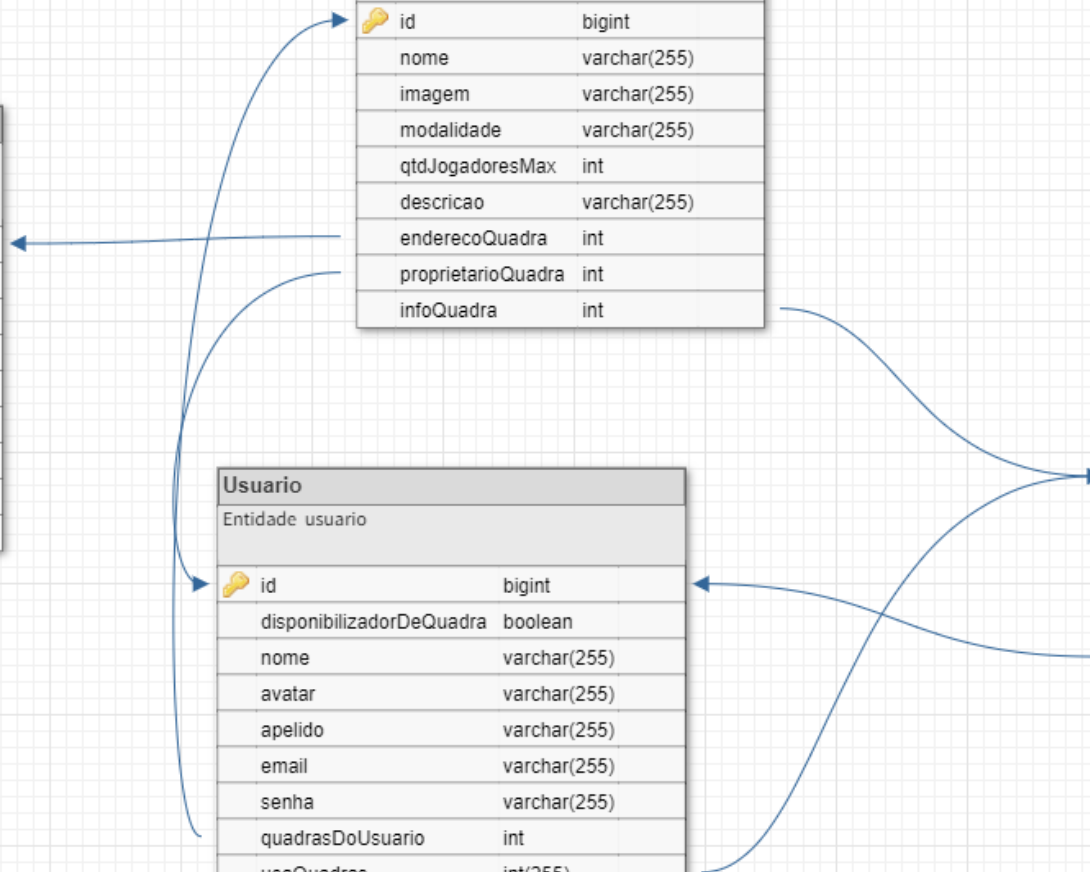 id bigint
nome varchar(255)
imagem varchar(255)
modalidade varchar(255)
qtdJogadoresMax int
descricao varchar(255)
enderecoQuadra int
proprietarioQuadra int
infoQuadra int
Usuario
Entidade usuario
id bigint
disponibilizadorDeQuadra boolean
nome varchar(255)
avatar varchar(255)
apelido varchar(255)
email varchar(255)
senha varchar(255)
quadrasDoUsuario int
int(255)